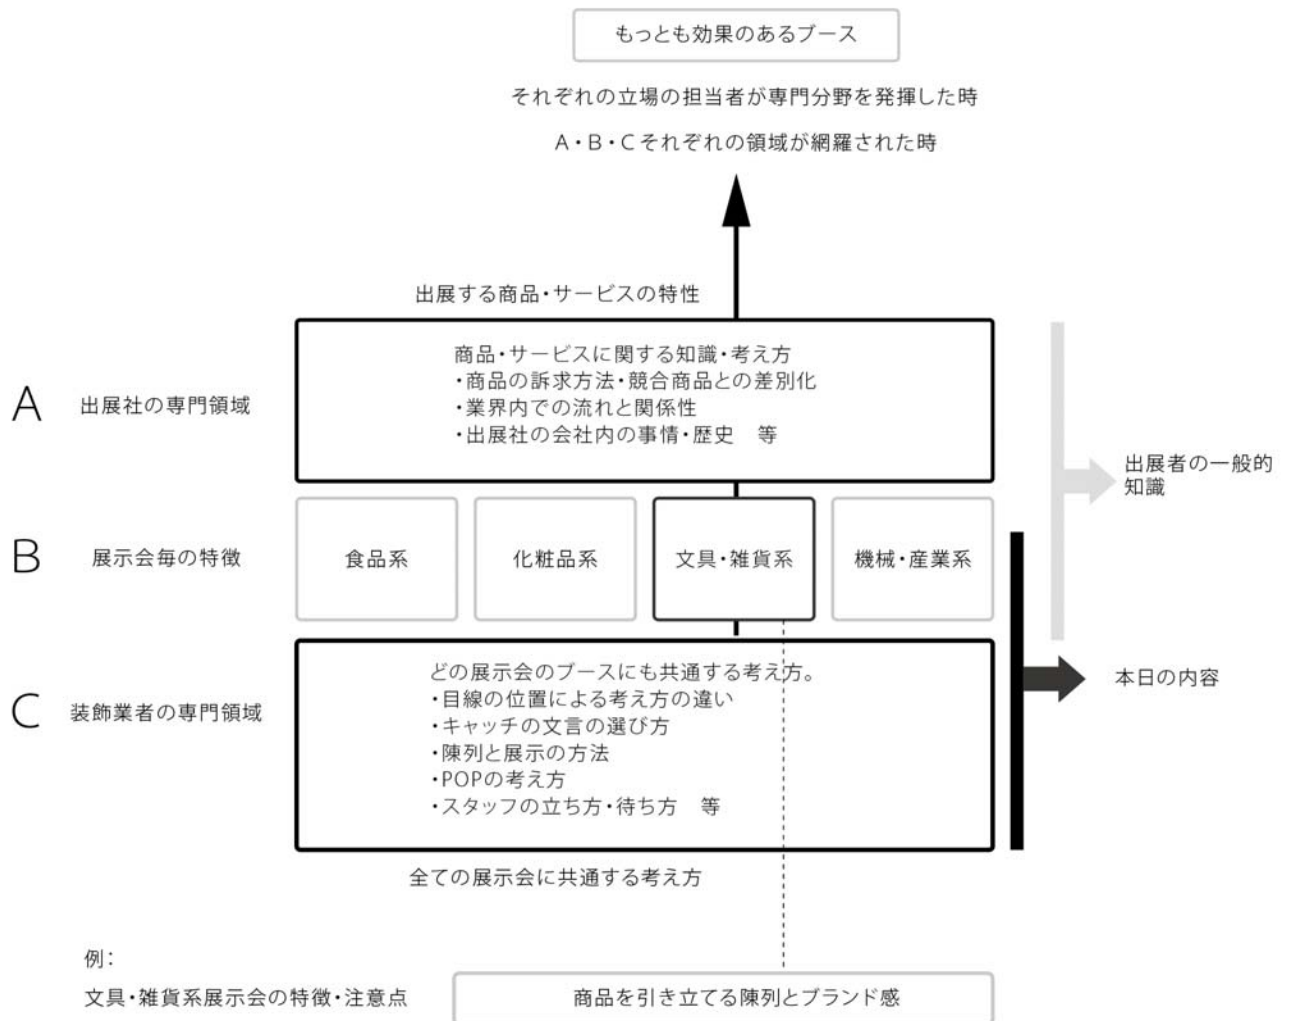 もっとも効果のあるブース
それぞれの立場の担当者が専門分野を発揮した時
A・B・Cそれぞれの領域が網羅された時
出展する商品・サービスの特性
A
出展社の専門領域
商品・サービスに関する知識・考え方
・商品の訴求方法・競合商品との差別化
・業界内での流れと関係性
・出展社の会社内の事情・歴史　等
出展者の一般的
知識
B
展示会毎の特徴
食品系
化粧品系
文具・雑貨系
機械・産業系
C
装飾業者の専門領域
どの展示会のブースにも共通する考え方。
・目線の位置による考え方の違い
・キャッチの文言の選び方
・陳列と展示の方法
・POPの考え方
・スタッフの立ち方・待ち方　等
本日の内容
全ての展示会に共通する考え方
例：
文具・雑貨系展示会の特徴・注意点
商品を引き立てる陳列とブランド感